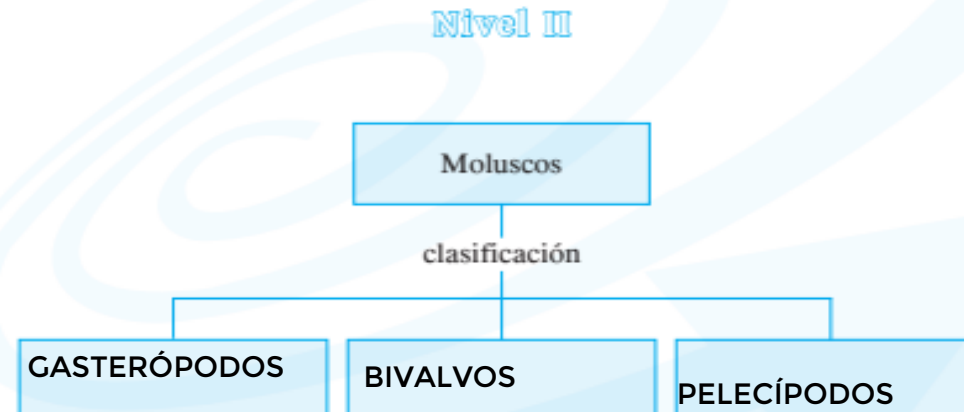 Nivel II
Moluscos
clasificación
GASTERÓPODOS
BIVALVOS
PELECÍPODOS